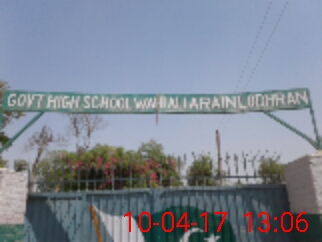 GOVT HIGH SCHOOL WAHI ALI ARAIN LODHRAN
10-04-17 13:06